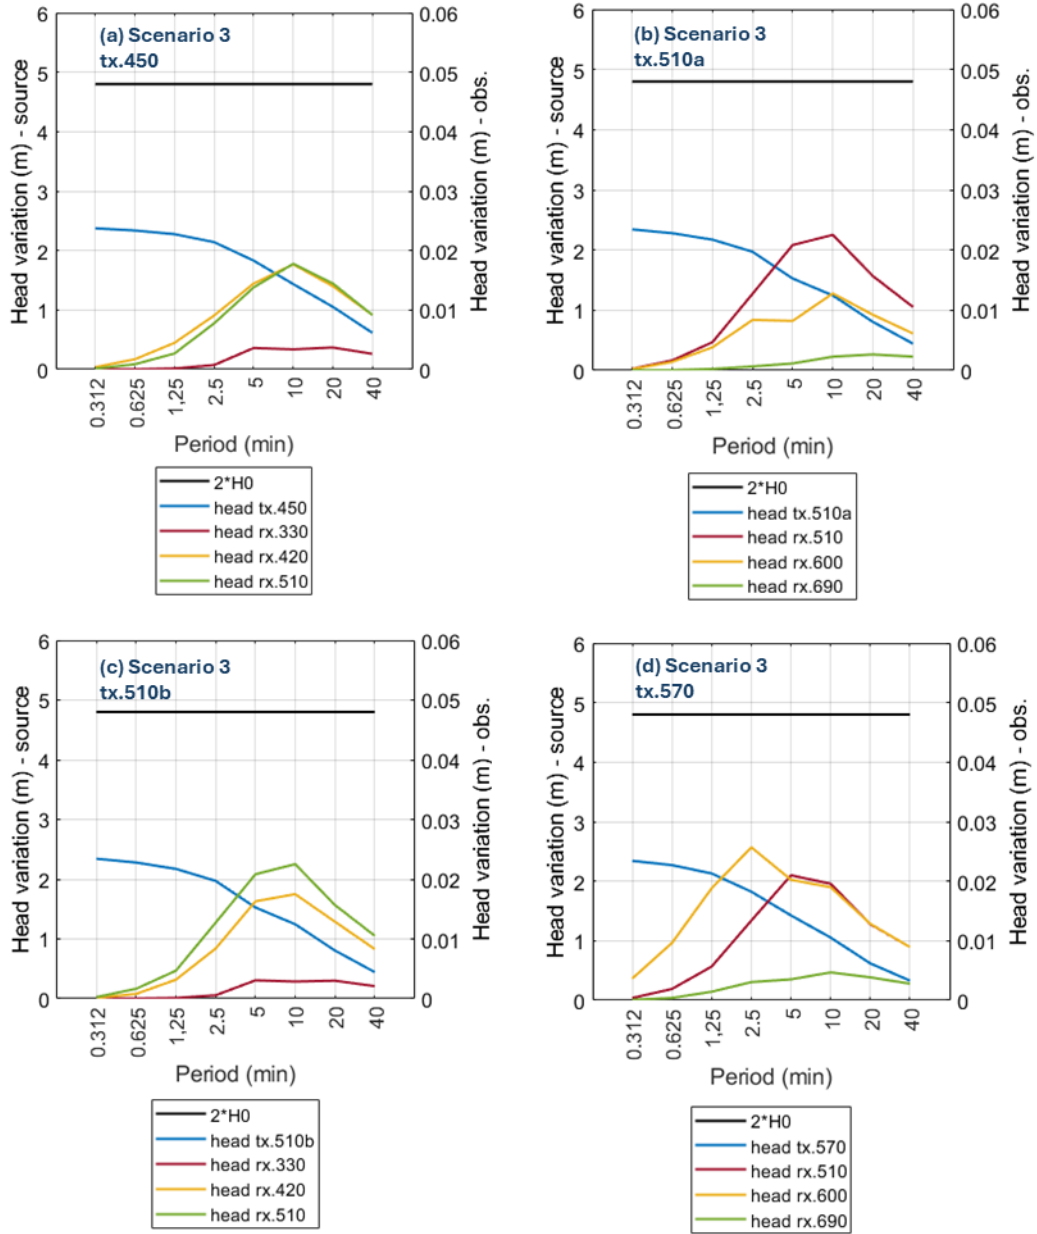 (a) Scenario 3
tx.450
Head variation (m) - source
6
5
4
3
2
1
0
0.06
0.05
0.04
0.03
0.02
0.01
0
Head variation (m) - obs.
0.312
0.625
1,25
2.5
5
10
20
40
Period (min)
2*H0
head tx.450
head rx.330
head rx.420
head rx.510
(b) Scenario 3
tx.510a
Head variation (m) - source
6
5
4
3
2
1
0
0.06
0.05
0.04
0.03
0.02
0.01
0
Head variation (m) - obs.
0.312
0.625
1,25
2.5
5
10
20
40
Period (min)
2*H0
head tx.510a
head rx.510
head rx.600
head rx.690
(c) Scenario 3
tx.510b
Head variation (m) - source
6
5
4
3
2
1
0
0.06
0.05
0.04
0.03
0.02
0.01
0
Head variation (m) - obs.
0.312
0.625
1,25
2.5
5
10
20
40
Period (min)
2*H0
head tx.510b
head rx.330
head rx.420
head rx.510
(d) Scenario 3
tx.570
Head variation (m) - source
6
5
4
3
2
1
0
0.06
0.05
0.04
0.03
0.02
0.01
0
Head variation (m) - obs.
0.312
0.625
1,25
2.5
5
10
20
40
Period (min)
2*H0
head tx.570
head rx.510
head rx.600
head rx.690